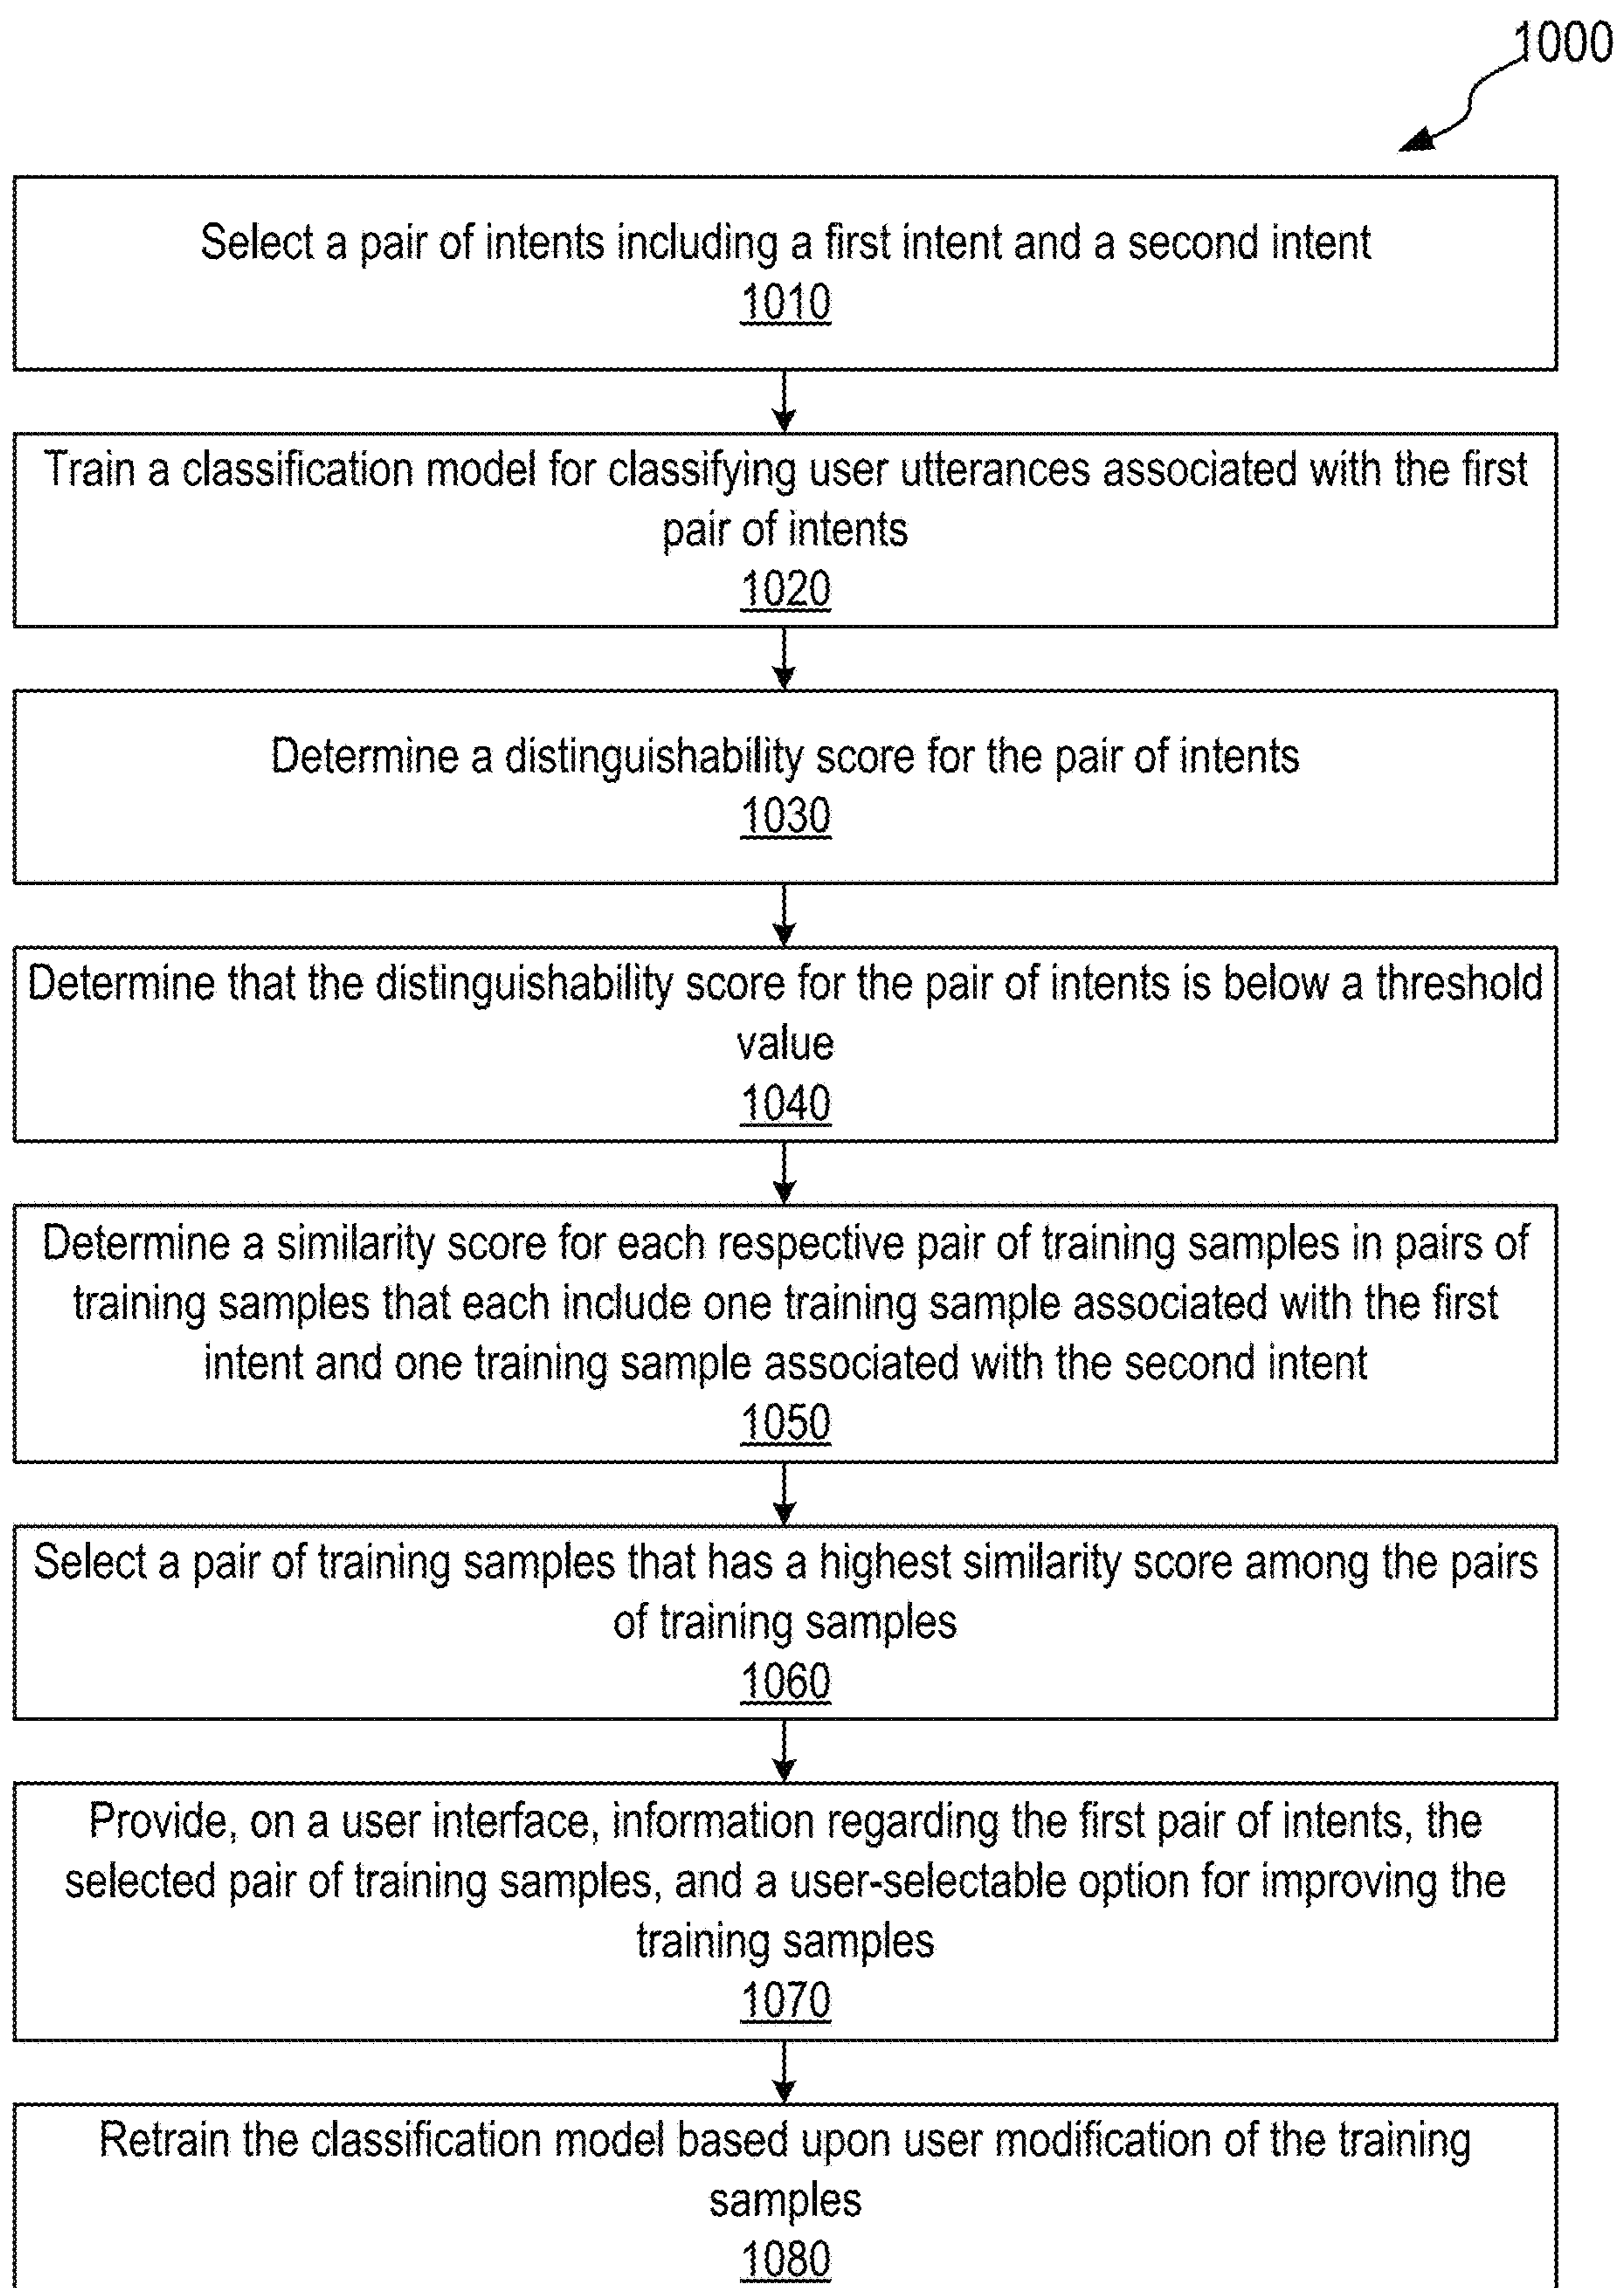 1000
Select a pair of intents including a first intent and a second intent
1010
Train a classification model for classifying user utterances associated with the first
pair of intents
1020
Determine a distinguishability score for the pair of intents
1030
Determine that the distinguishability score for the pair of intents is below a threshold
value
1040
Determine a similarity score for each respective pair of training samples in pairs of
training samples that each include one training sample associated with the first
intent and one training sample associated with the second intent
1050
Select a pair of training samples that has a highest similarity score among the pairs
of training samples
1060
Provide, on a user interface, information regarding the first pair of intents, the
selected pair of training samples, and a user-selectable option for improving the
training samples
1070
Retrain the classification model based upon user modification of the training
samples
1080